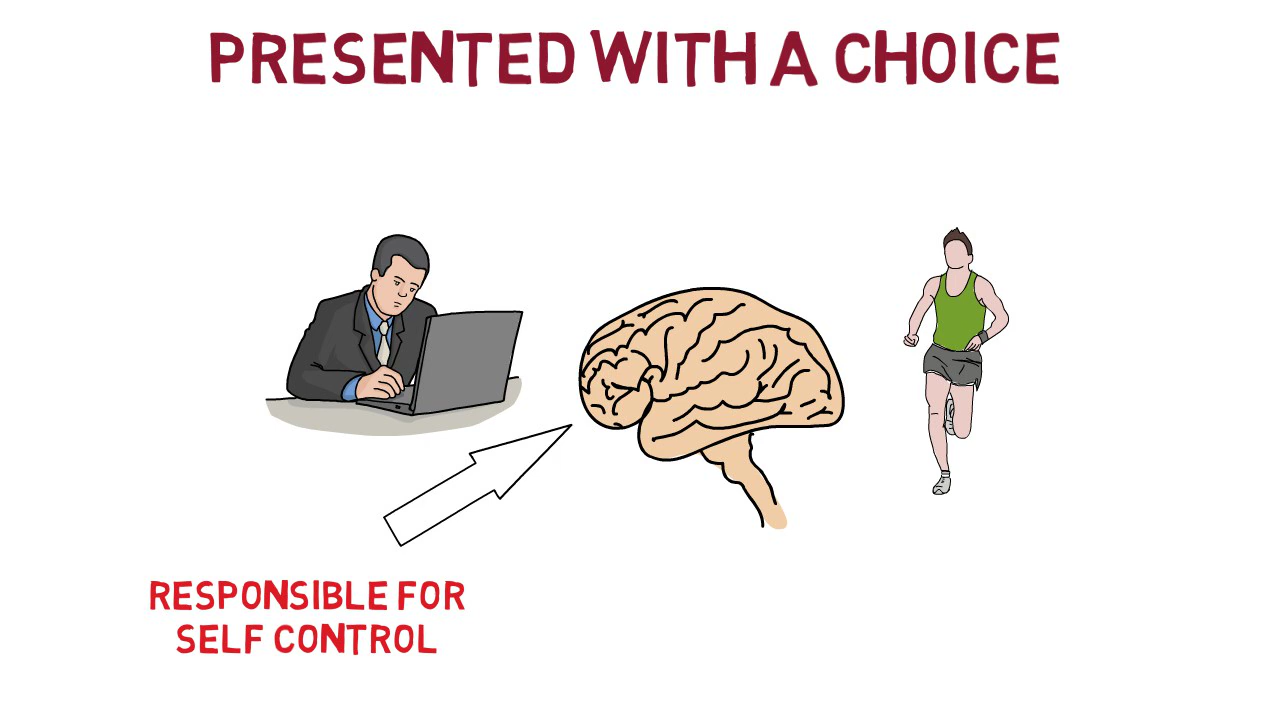 PRESENTED WITH A CHOICE
RESPONSIBLE FOR
SELF CONTROL